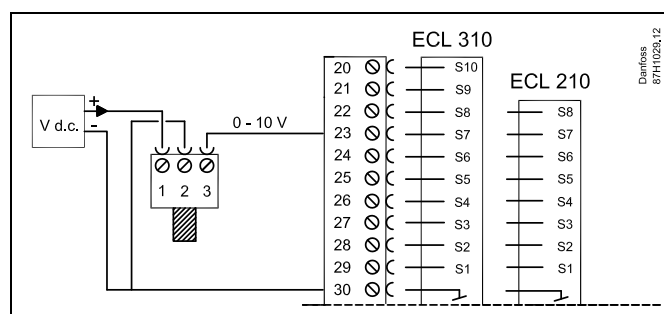 ECL 310
ECL 210
Danfoss
87H1029.12
+
-
V d.c.
0 - 10 V
1 2 3
20 S10
21 S9
22 S8 S8
23 S7 S7
24 S6 S6
25 S5 S5
26 S4 S4
27 S3 S3
28 S2 S2
29 S1 S1
30